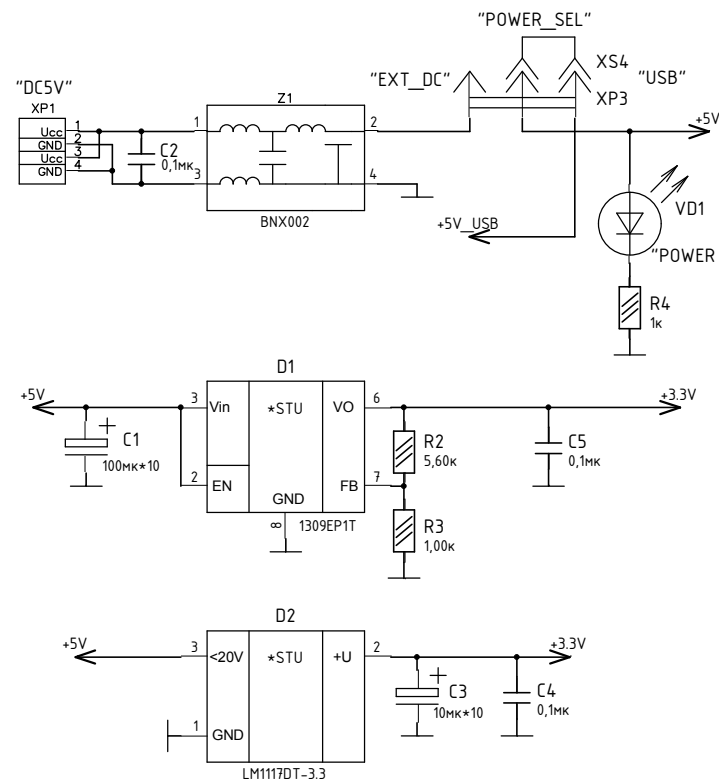 "POWER_SEL"
XS4
"EXT_DC"
"USB"
XP3
"DC5V"
XP1
Z1
Ucc
GND
Ucc
GND
1
2
3
4
C2
0,1мк
1
2
3
4
BNX002
+5V
+5V_USB
VD1
"POWER
R4
1к
D1
+5V
3
Vin
*STU
VO
6
+3.3V
C1
100мк*10
2
EN
FB
7
GND
8
1309ЕР1Т
R2
5,60к
C5
0,1мк
R3
1,00к
D2
+5V
3
<20V
*STU
+U
2
+3.3V
C3
10мк*10
C4
0,1мк
1
GND
LM1117DT-3.3